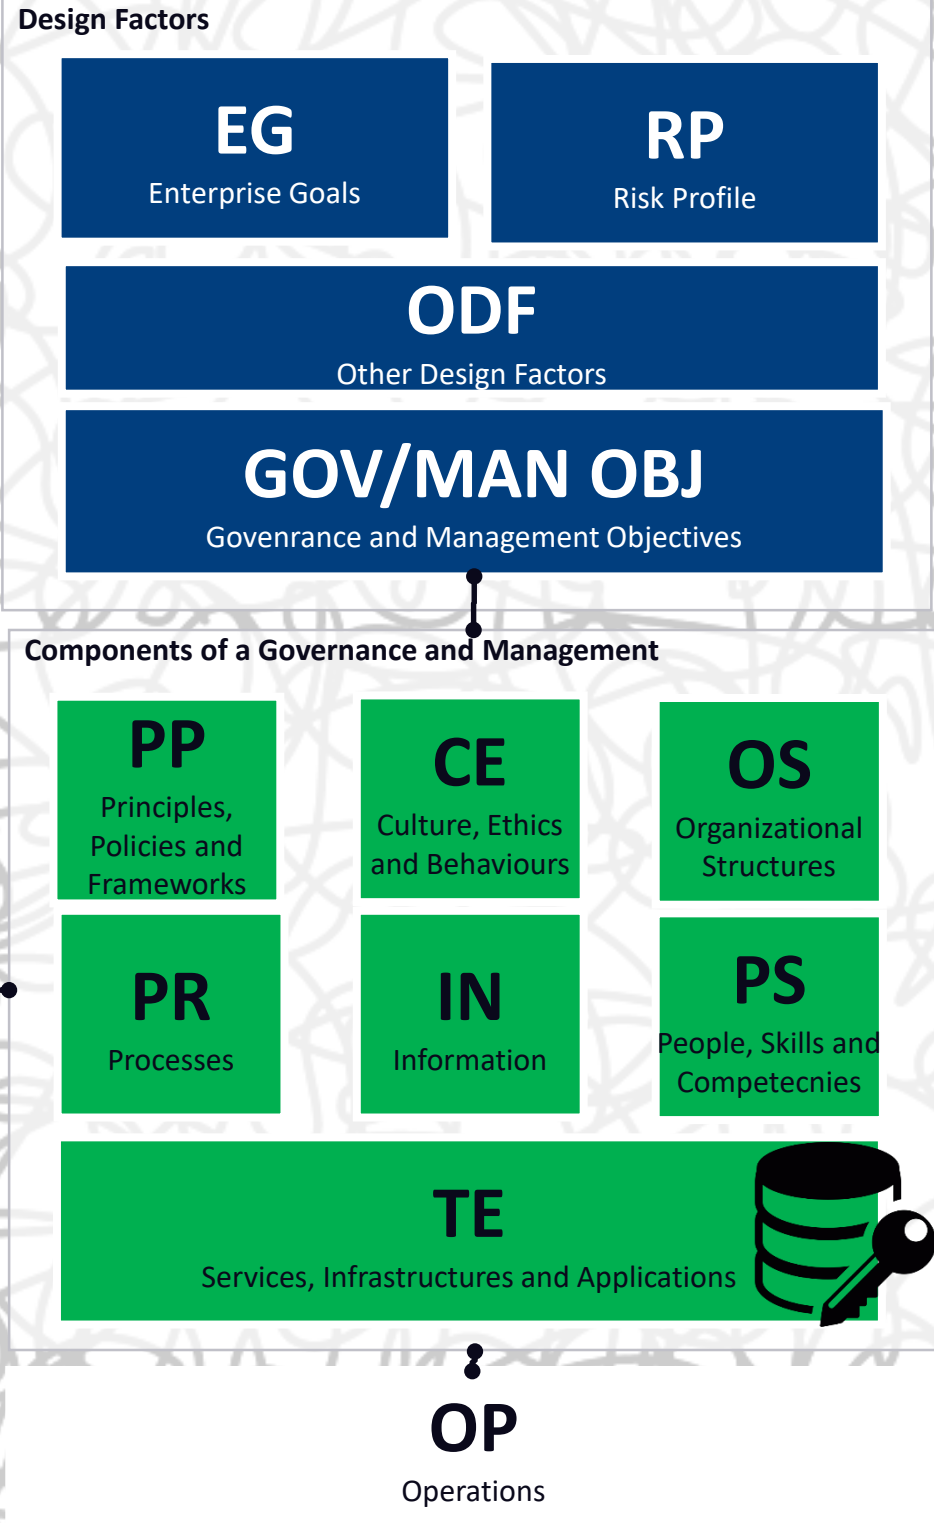 Design Factors
EG
Enterprise Goals
RP
Risk Profile
ODF
Other Design Factors
GOV/MAN OBJ
Govenrance and Management Objectives
Components of a Governance and Management
PP
Principles,
Policies and
Frameworks
CE
Culture, Ethics
and Behaviours
OS
Organizational
Structures
PR
Processes
IN
Information
PS
People, Skills and
Competecnies
TE
Services, Infrastructures and Applications
OP
Operations